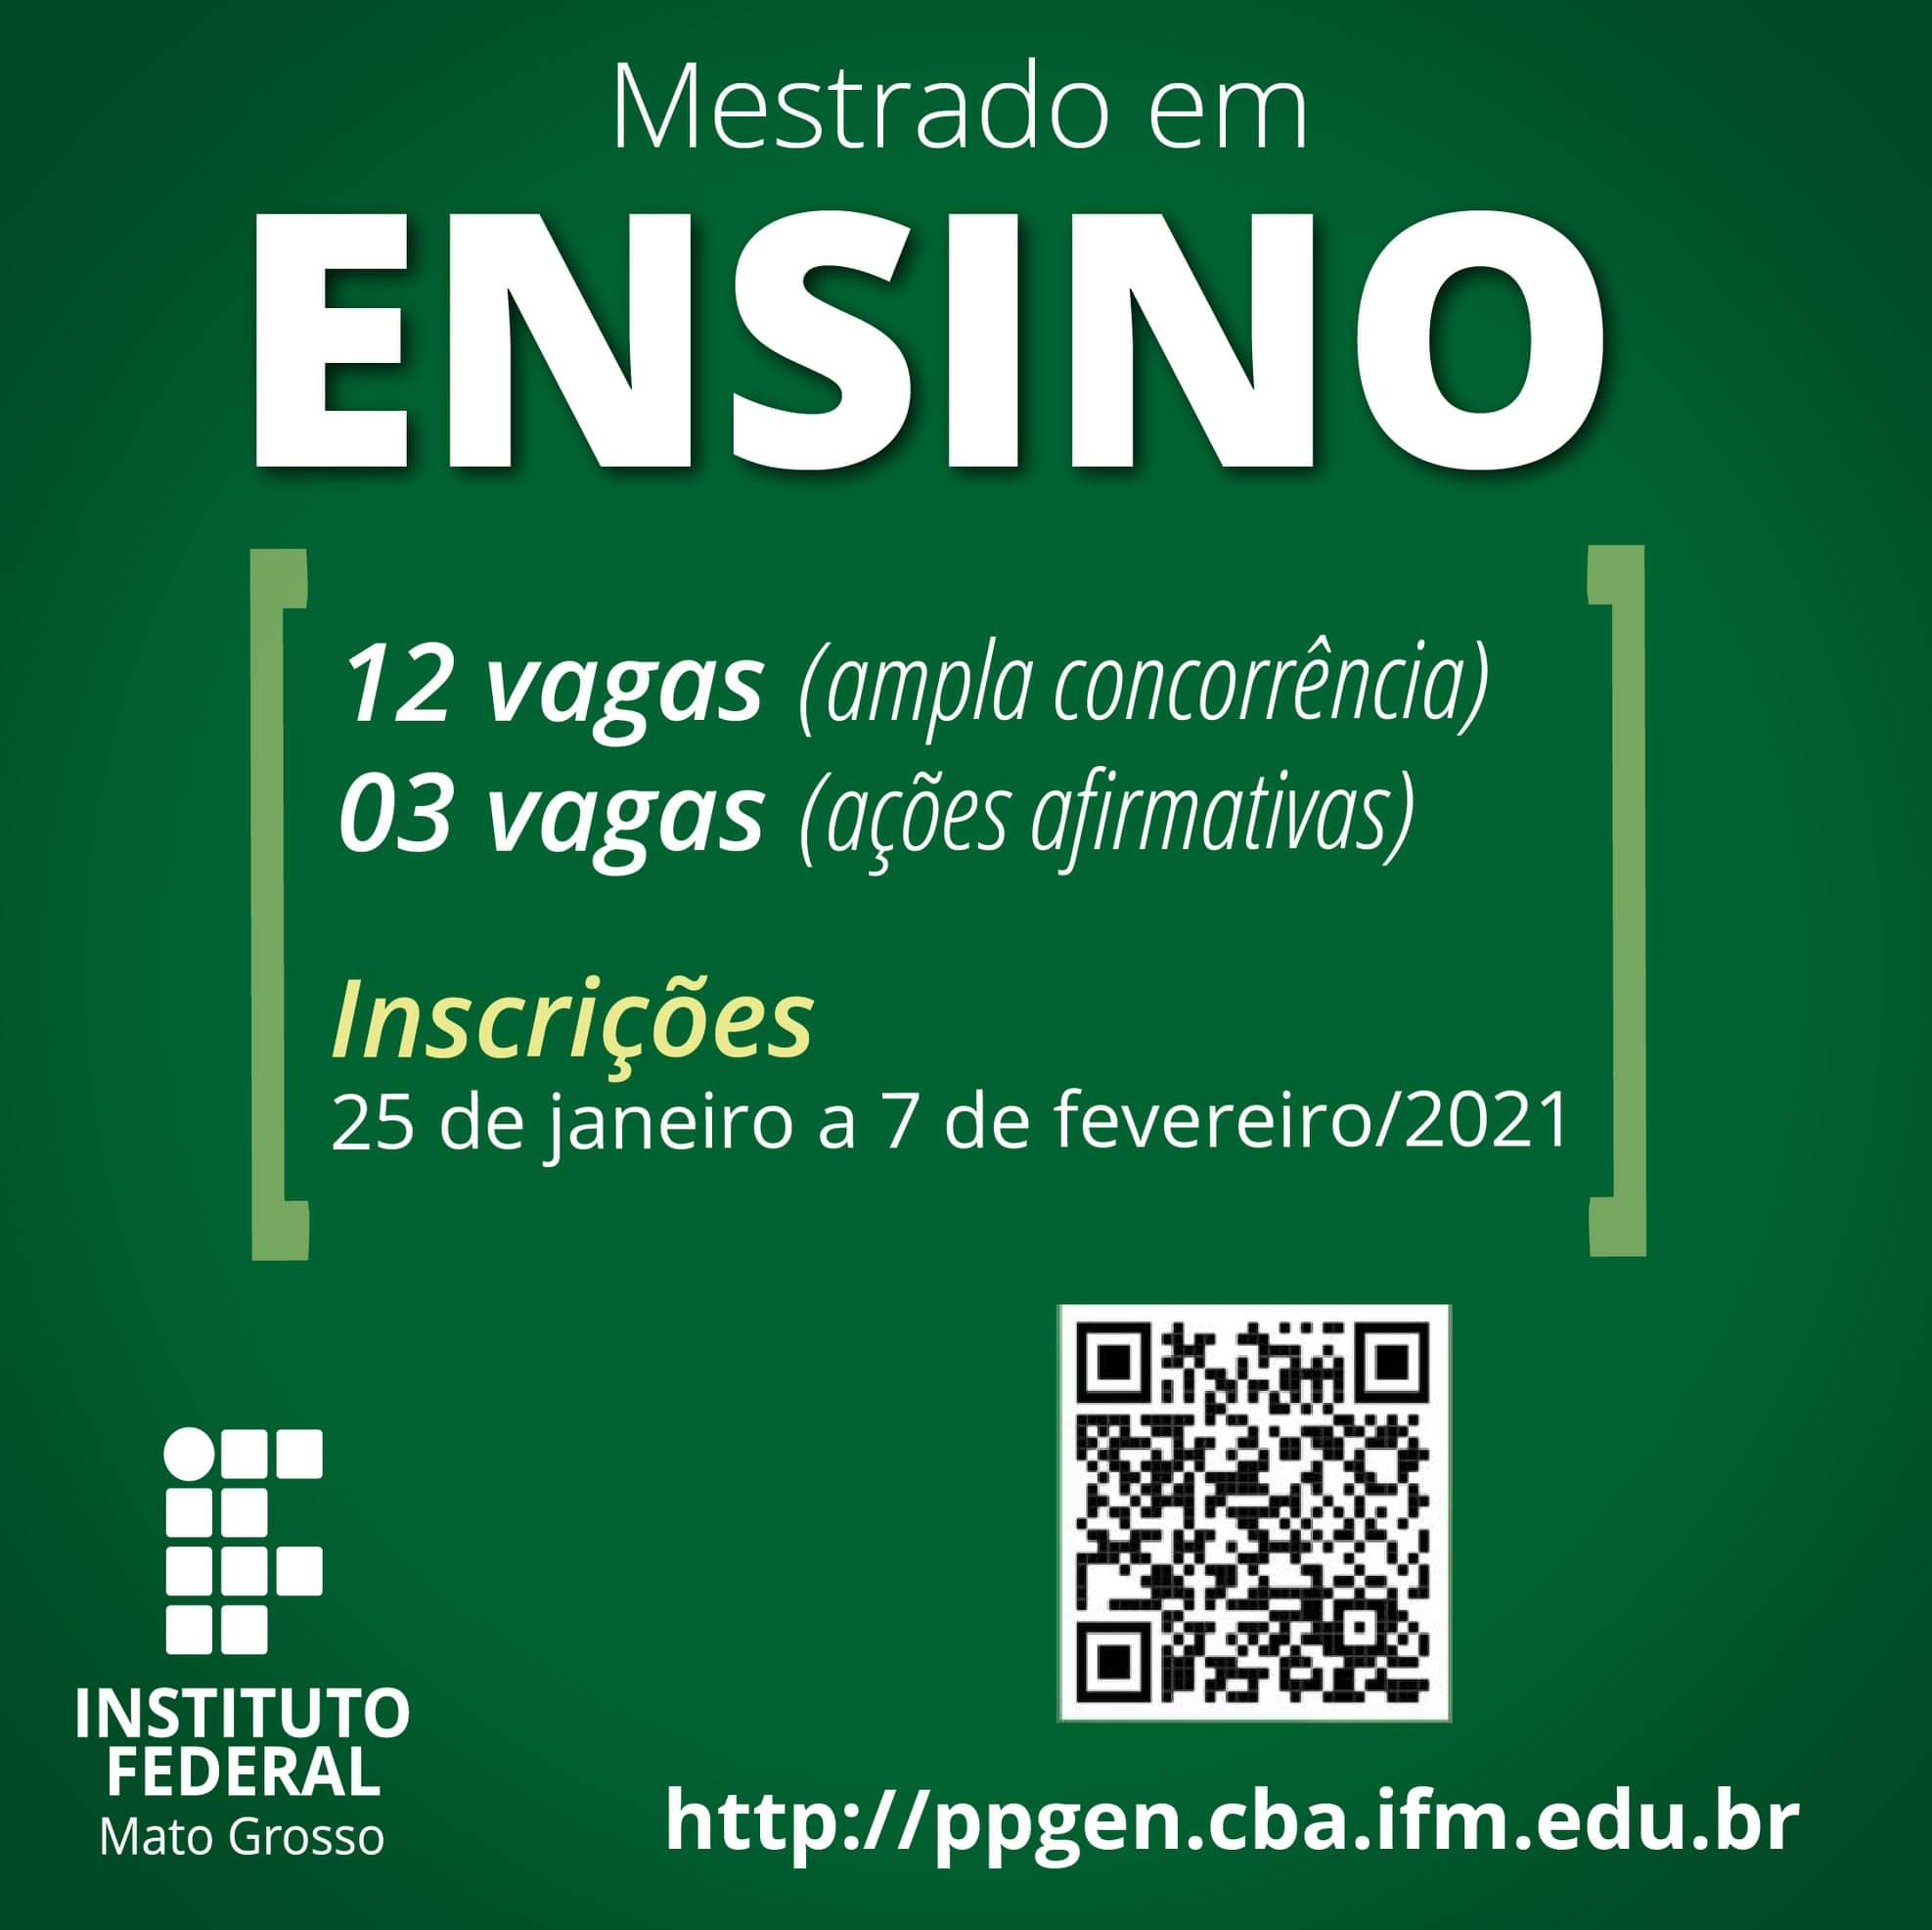 Mestrado em
ENSINO
12 vagas (ampla concorrência)
03 vagas (ações afirmativas)
Inscrições
25 de janeiro a 7 de fevereiro/2021
INSTITUTO
FEDERAL
Mato Grosso
http://ppgen.cba.ifm.edu.br